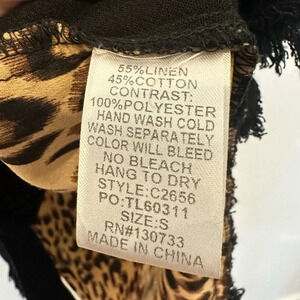 55%LINEN
45%COTTON
CONTRAST:
100%POLYESTER
HAND WASH COLD
WASH SEPARATELY
COLOR WILL BLEED
NO BLEACH
HANG TO DRY
STYLE:C2656
PO:TL60311
SIZE:S
RN#130733
MADE IN CHINA